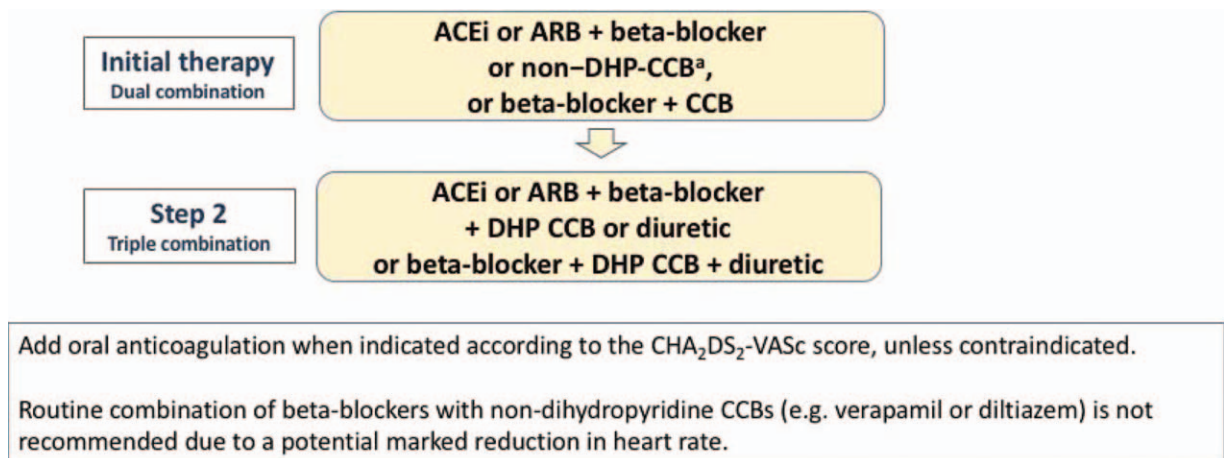 Initial therapy
Dual combination
ACEi or ARB + beta-blocker
or non–DHP-CCBᵃ,
or beta-blocker + CCB
Step 2
Triple combination
ACEi or ARB + beta-blocker
+ DHP CCB or diuretic
or beta-blocker + DHP CCB + diuretic
Add oral anticoagulation when indicated according to the CHA₂DS₂-VASc score, unless contraindicated.
Routine combination of beta-blockers with non-dihydropyridine CCBs (e.g. verapamil or diltiazem) is not
recommended due to a potential marked reduction in heart rate.